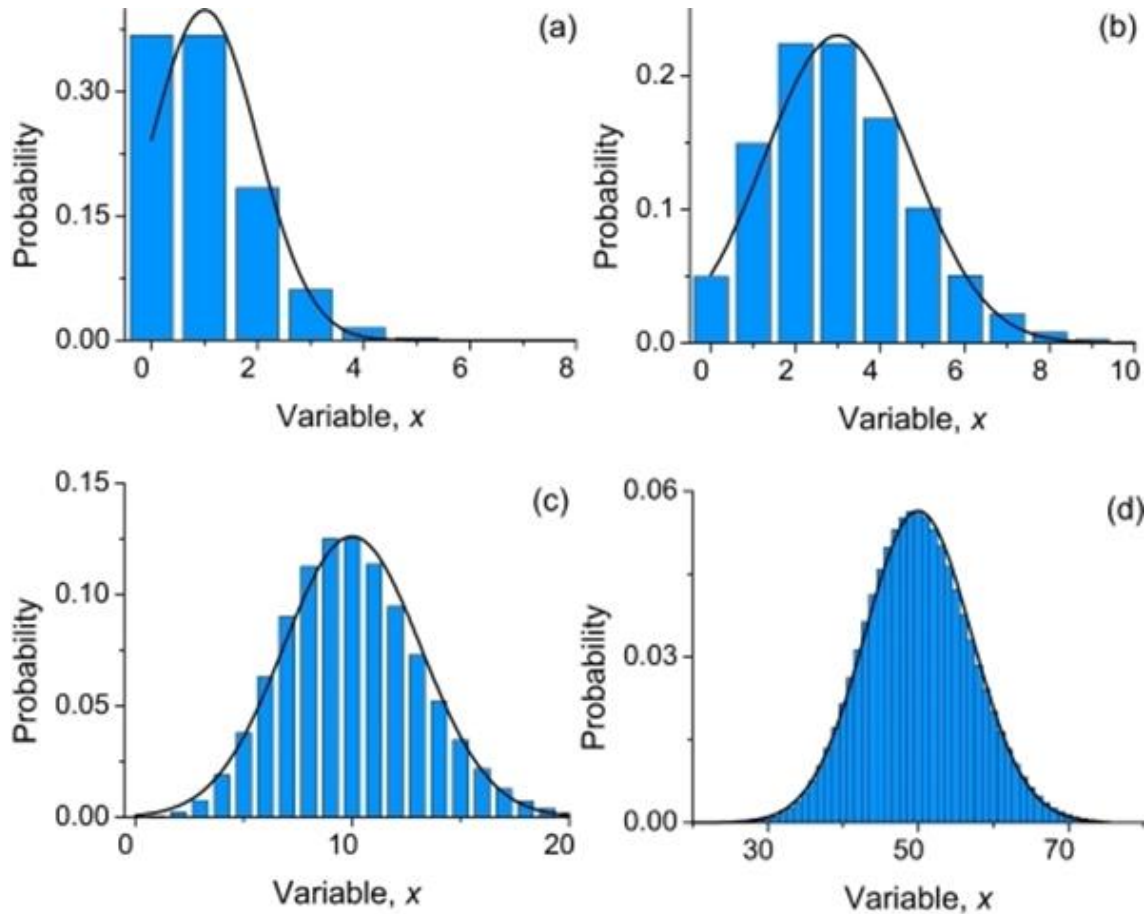 (a)
0.30
0.15
0.00
Probability
0 2 4 6 8
Variable, x
(b)
0.2
0.1
0.0
Probability
0 2 4 6 8 10
Variable, x
(c)
0.15
0.10
0.05
0.00
Probability
0 10 20
Variable, x
(d)
0.06
0.03
0.00
Probability
30 50 70
Variable, x